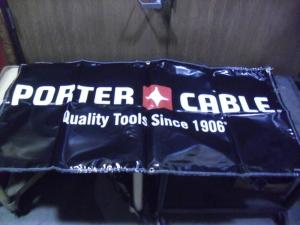 PORTER CABLE
Quality Tools Since 1906